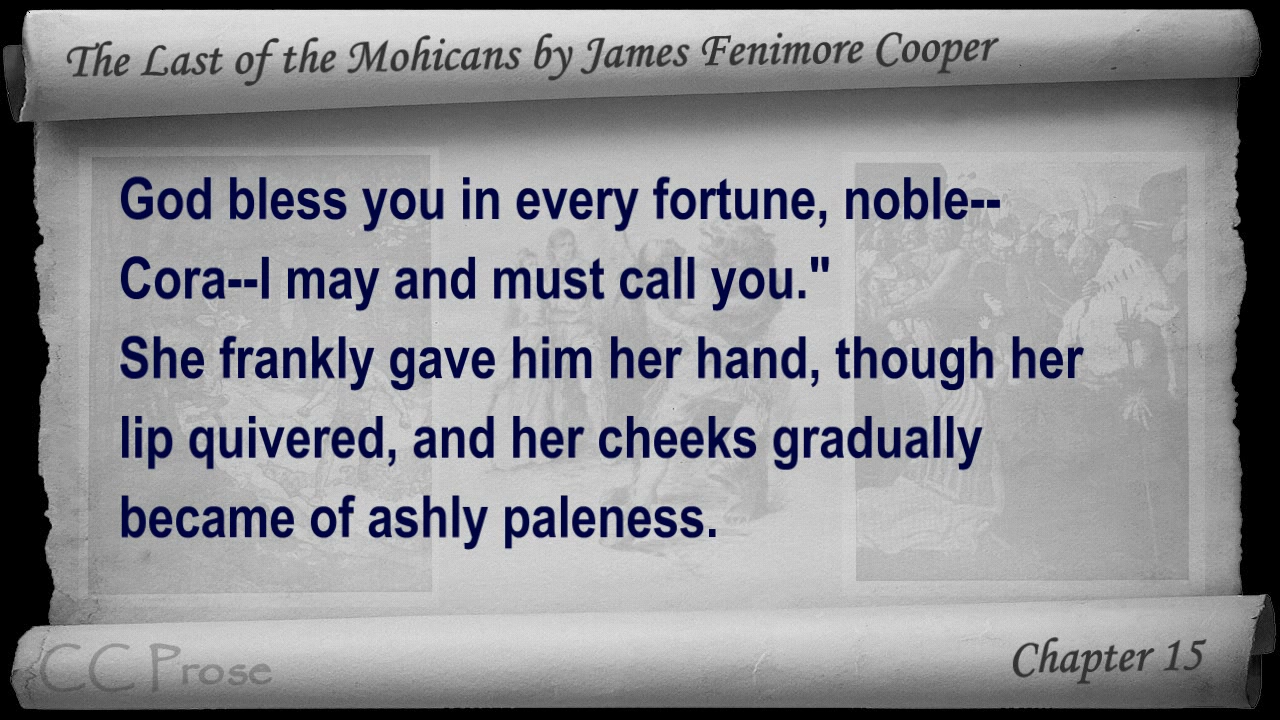 The Last of the Mohicans by James Fenimore Cooper
God bless you in every fortune, noble--
Cora--I may and must call you."
She frankly gave him her hand, though her
lip quivered, and her cheeks gradually
became of ashly paleness.
CC Prose
Chapter 15